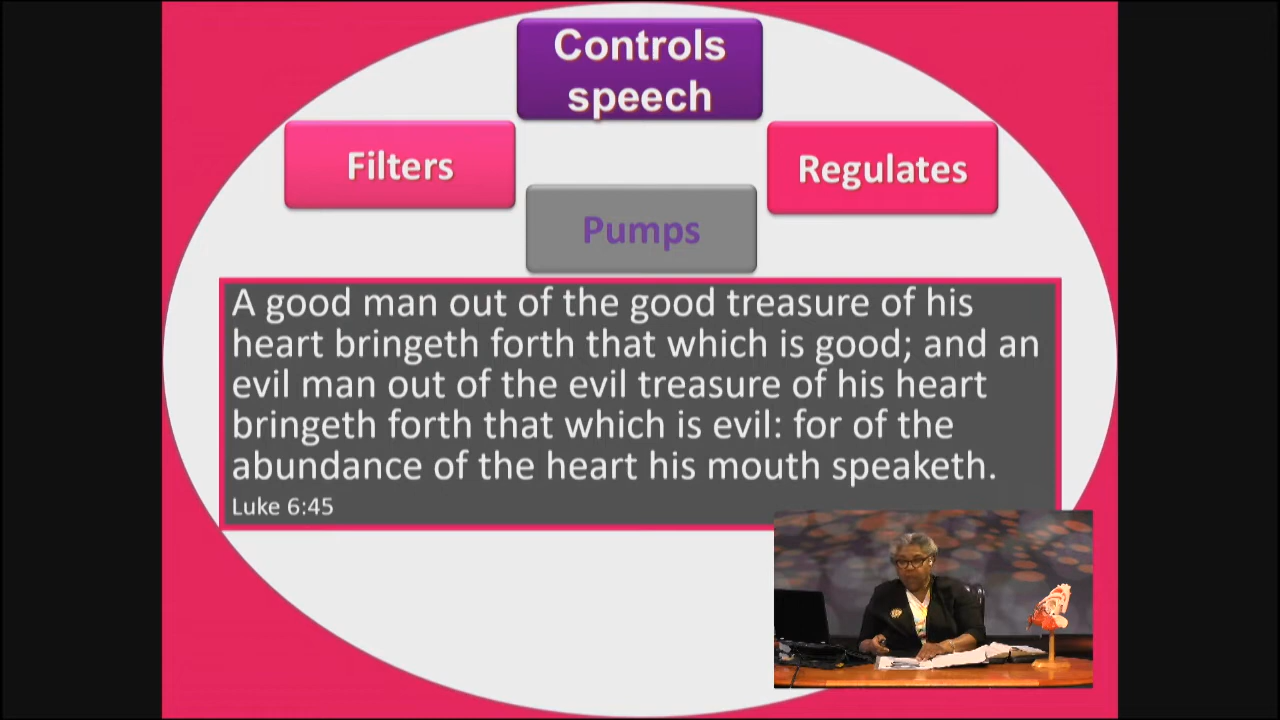 Controls
speech
Filters
Regulates
Pumps
A good man out of the good treasure of his
heart bringeth forth that which is good; and an
evil man out of the evil treasure of his heart
bringeth forth that which is evil: for of the
abundance of the heart his mouth speaketh.
Luke 6:45